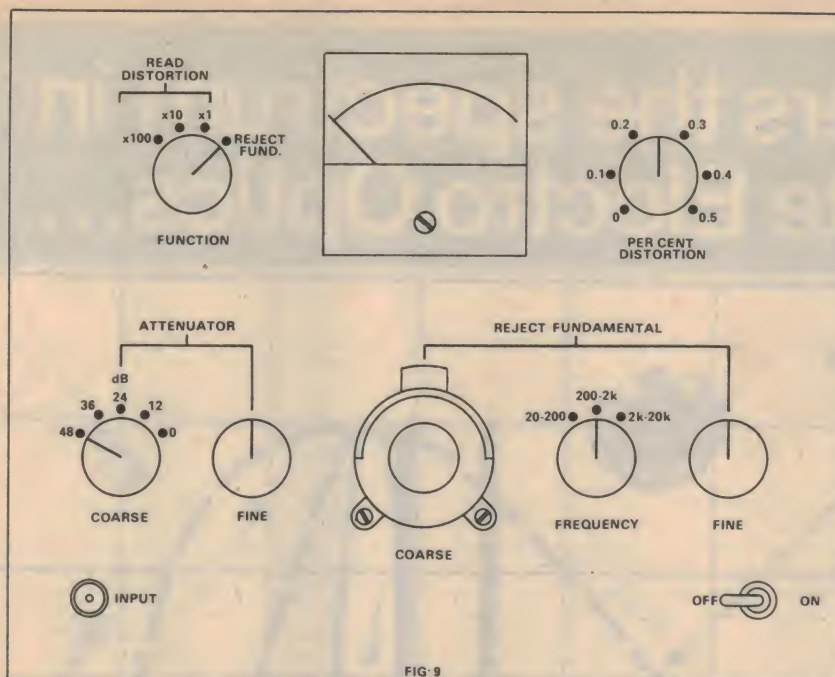 READ
DISTORTION
x100
x10
x1
REJECT
FUND.
FUNCTION
0
0.1
0.2
0.3
0.4
0.5
PER CENT
DISTORTION
ATTENUATOR
dB
48
36
24
12
0
COARSE
FINE
REJECT FUNDAMENTAL
COARSE
20-200
200-2k
2k-20k
FREQUENCY
FINE
INPUT
OFF
ON
FIG·9